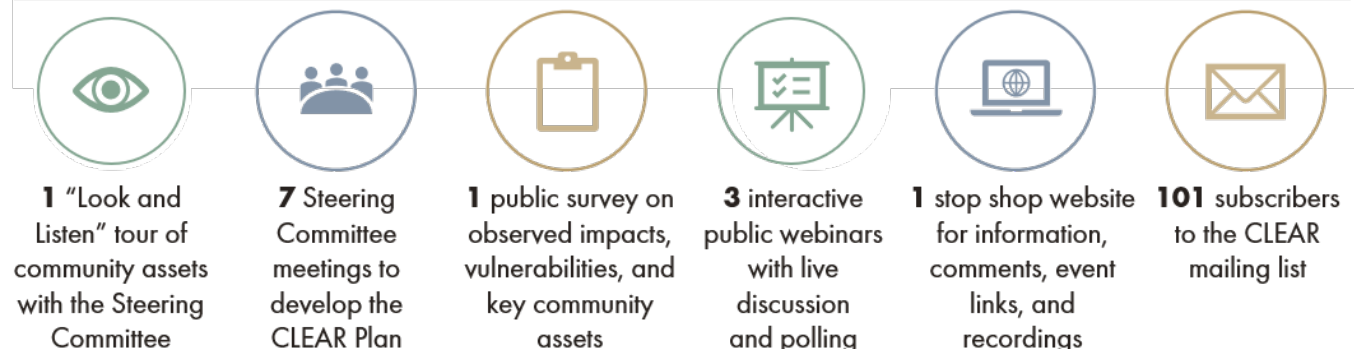 1 “Look and
Listen” tour of
community assets
with the Steering
Committee
7 Steering
Committee
meetings to
develop the
CLEAR Plan
1 public survey on
observed impacts,
vulnerabilities, and
key community
assets
3 interactive
public webinars
with live
discussion
and polling
1 stop shop website
for information,
comments, event
links, and
recordings
101 subscribers
to the CLEAR
mailing list